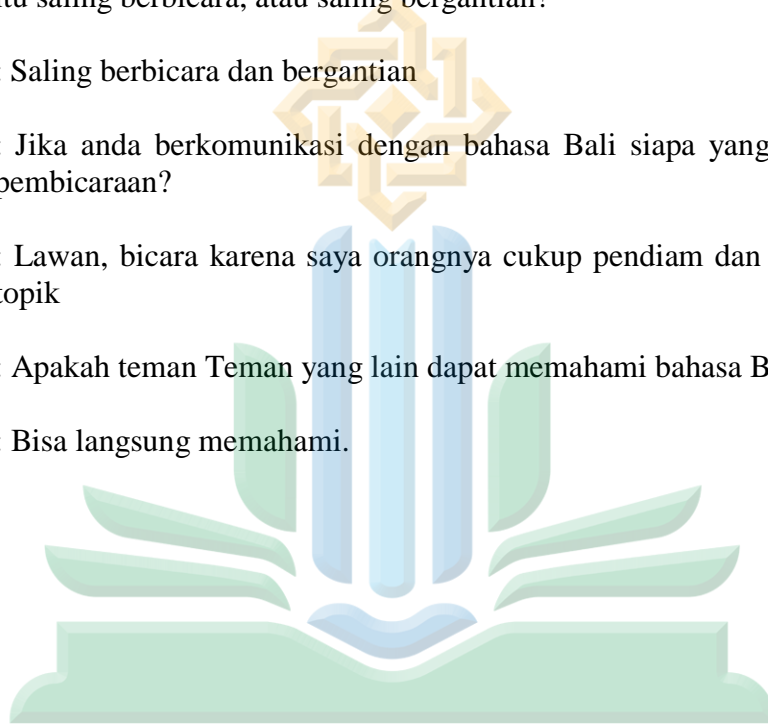 saling berbicara, atau saling bergantian?
: Saling berbicara dan bergantian
: Jika anda berkomunikasi dengan bahasa Bali siapa yang
pembicaraan?
: Lawan, bicara karena saya orangnya cukup pendiam dan
topik
: Apakah teman Teman yang lain dapat memahami bahasa
: Bisa langsung memahami.